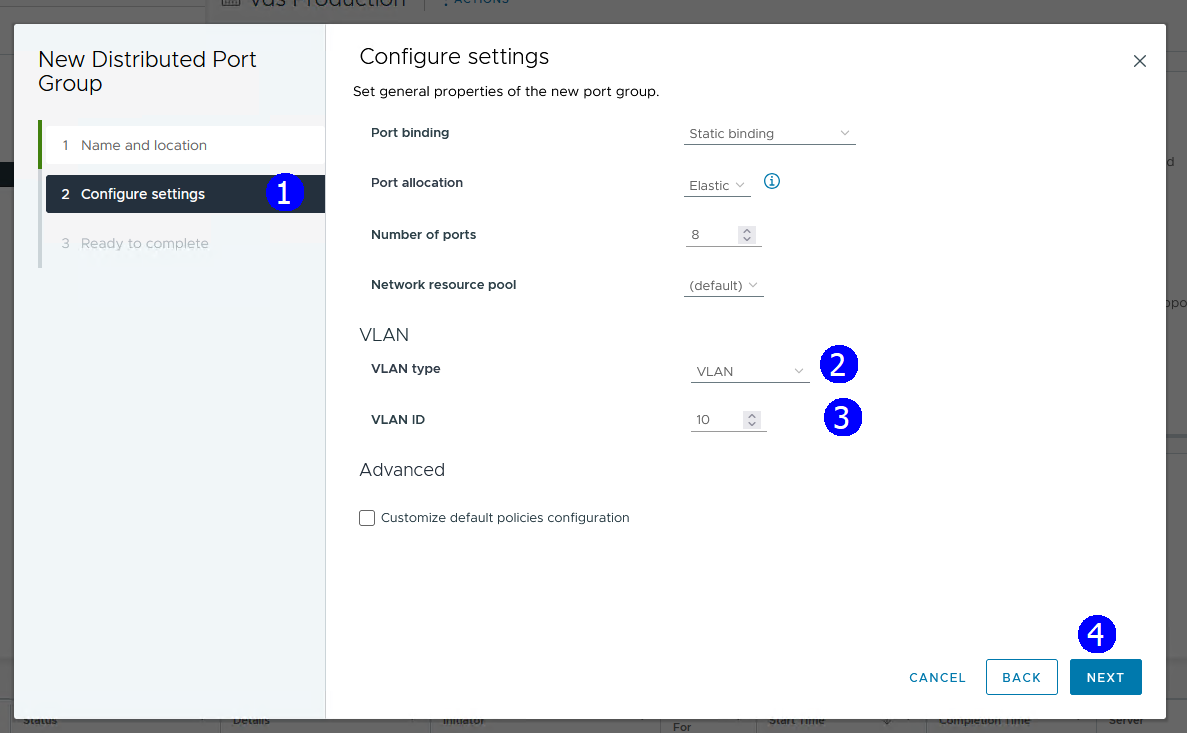 vds Production
ACTIONS
New Distributed Port
Group
1 Name and location
2 Configure settings
1
3 Ready to complete
Configure settings
Set general properties of the new port group.
Port binding
Static binding
Port allocation
Elastic
Number of ports
8
Network resource pool
(default)
VLAN
VLAN type
VLAN
2
VLAN ID
10
3
Advanced
Customize default policies configuration
4
CANCEL
BACK
NEXT
Status
Details
Initiator
For
Start Time
Completion Time
Server